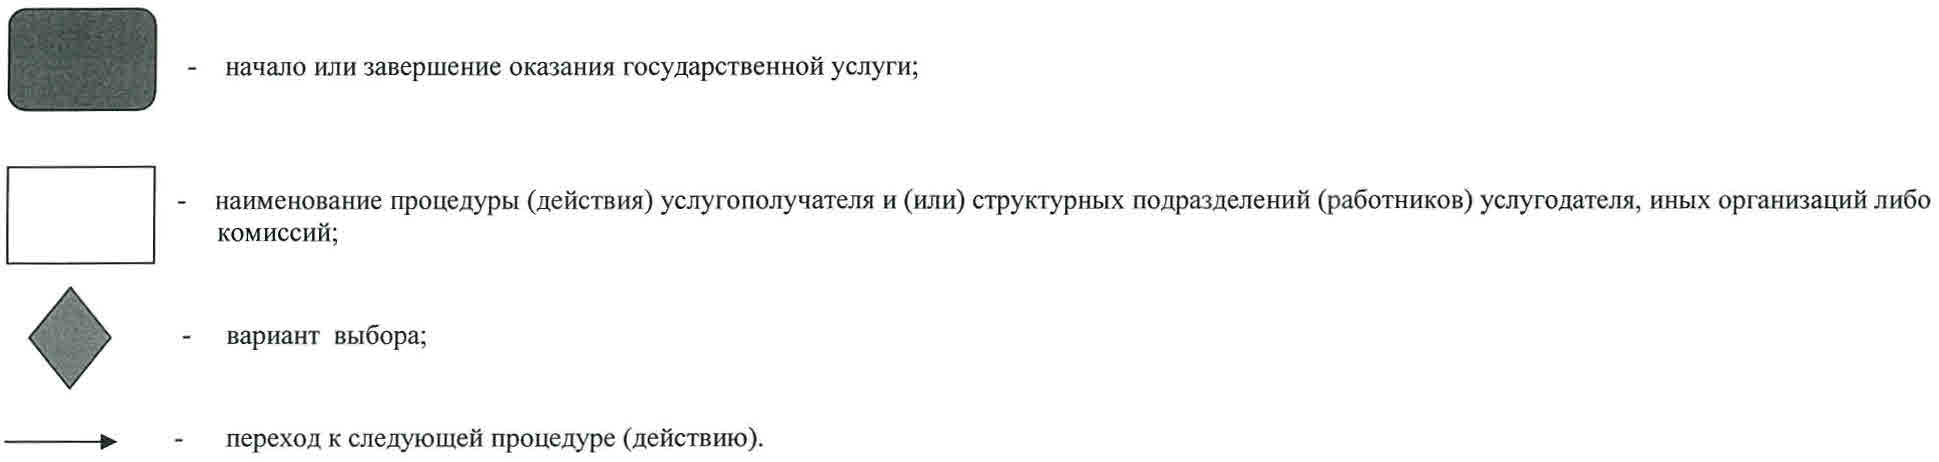 - начало или завершение оказания государственной услуги;
- наименование процедуры (действия) услугополучателя и (или) структурных подразделений (работников) услугодателя, иных организаций либо
комиссий;
- вариант выбора;
- переход к следующей процедуре (действию).